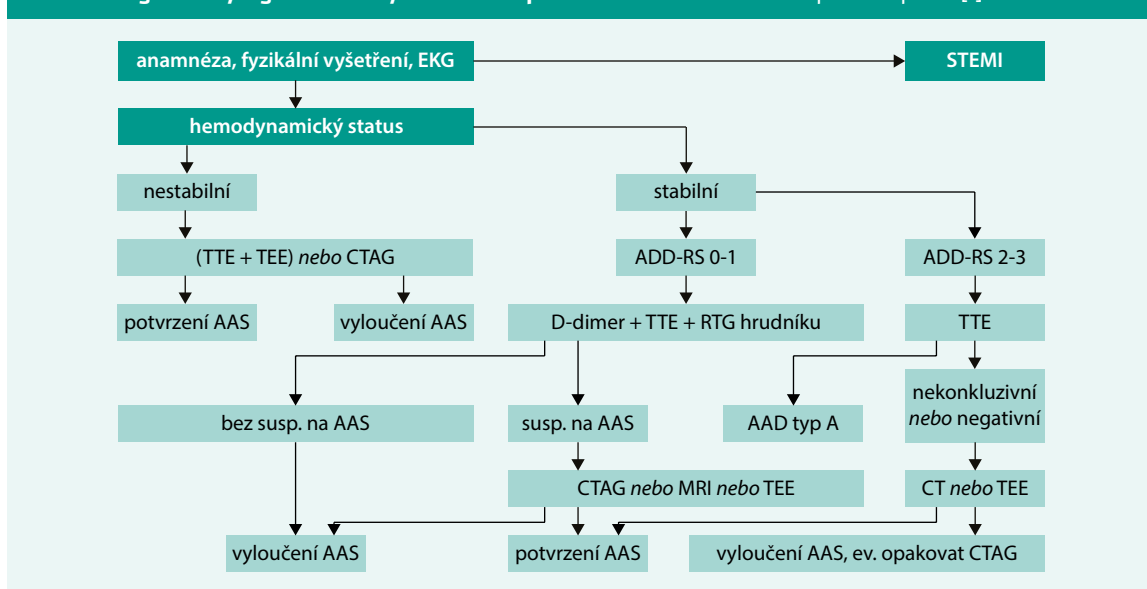 anamnéza, fyzikální vyšetření, EKG
STEMI
hemodynamický status
nestabilní
stabilní
(TTE + TEE) nebo CTAG
ADD-RS 0-1
ADD-RS 2-3
potvrzení AAS
vyloučení AAS
D-dimer + TTE + RTG hrudníku
TTE
bez susp. na AAS
susp. na AAS
AAD typ A
nekonkluzivní
nebo negativní
CTAG nebo MRI nebo TEE
CT nebo TEE
vyloučení AAS
potvrzení AAS
vyloučení AAS, ev. opakovat CTAG